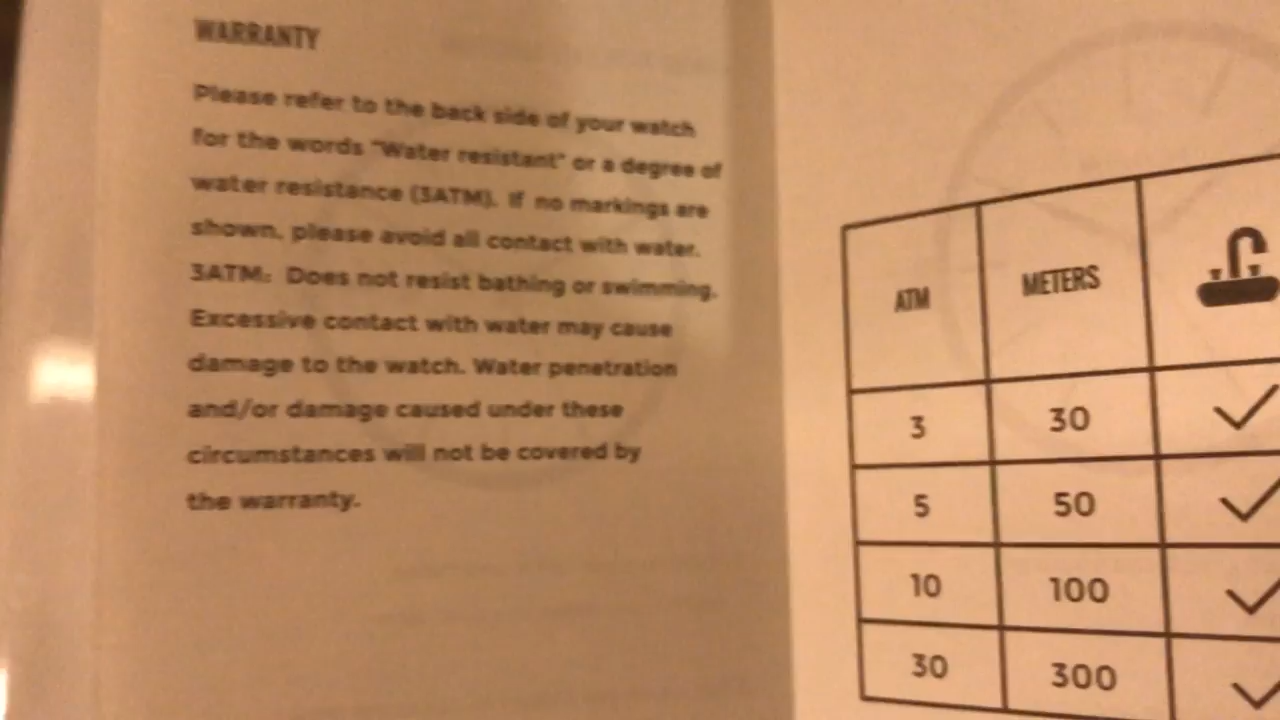 WARRANTY
Please refer to the back side of your watch
for the words "Water resistant" or a degree of
water resistance (3ATM). If no markings are
shown, please avoid all contact with water.
3ATM: Does not resist bathing or swimming.
Excessive contact with water may cause
damage to the watch. Water penetration
and/or damage caused under these
circumstances will not be covered by
the warranty.
ATM METERS
3 30
5 50
10 100
30 300